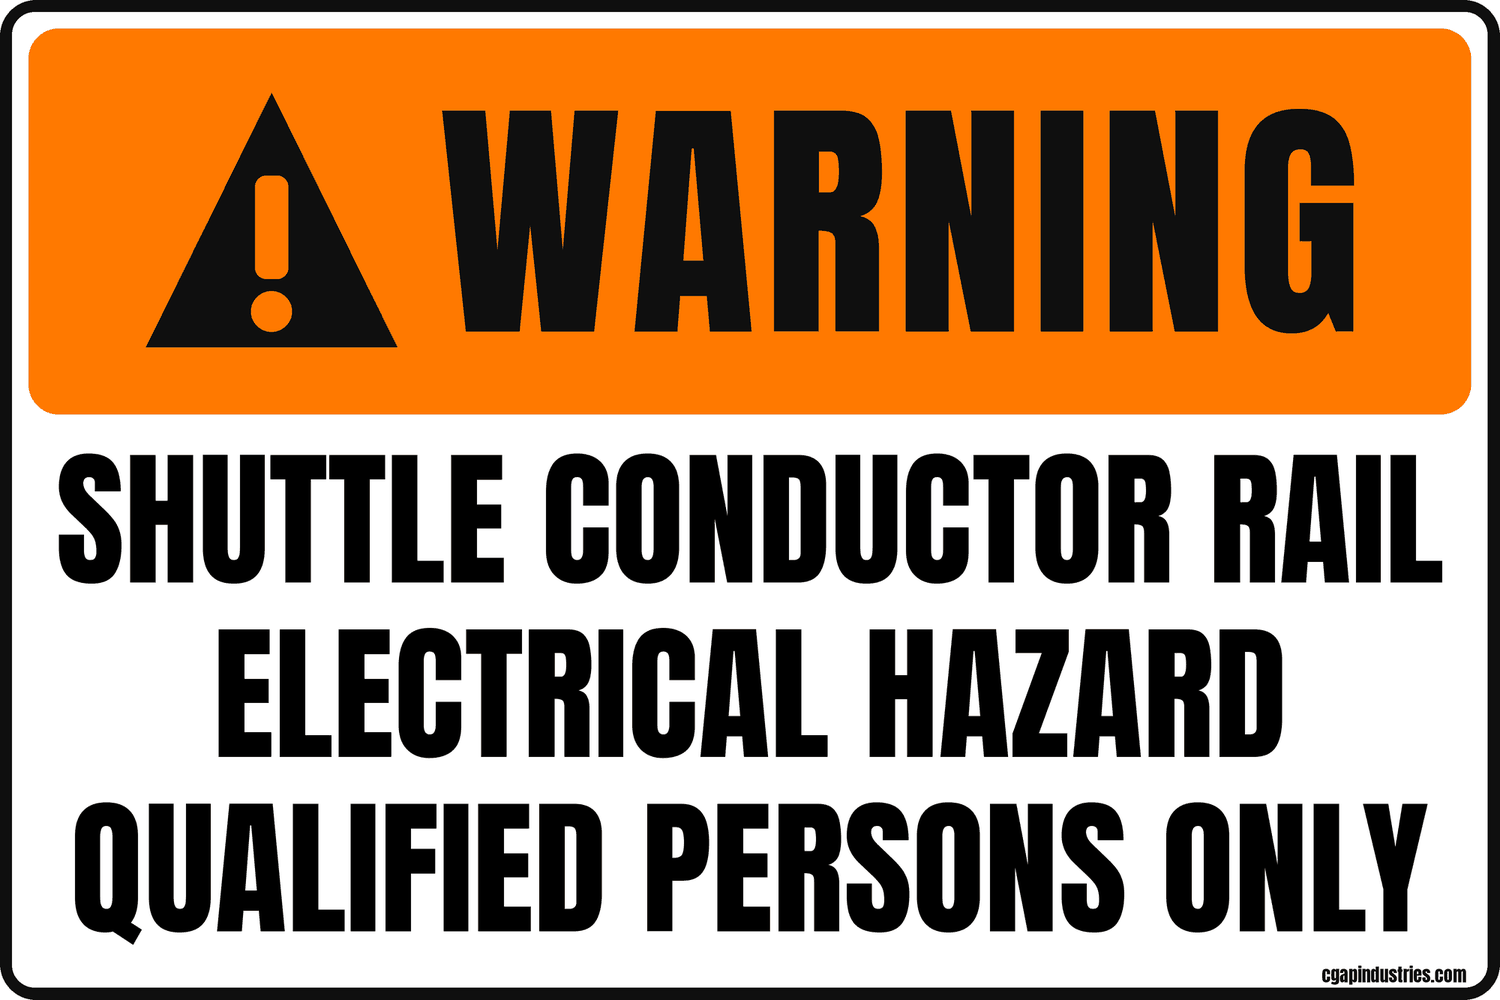 WARNING
SHUTTLE CONDUCTOR RAIL
ELECTRICAL HAZARD
QUALIFIED PERSONS ONLY
cgapindustries.com